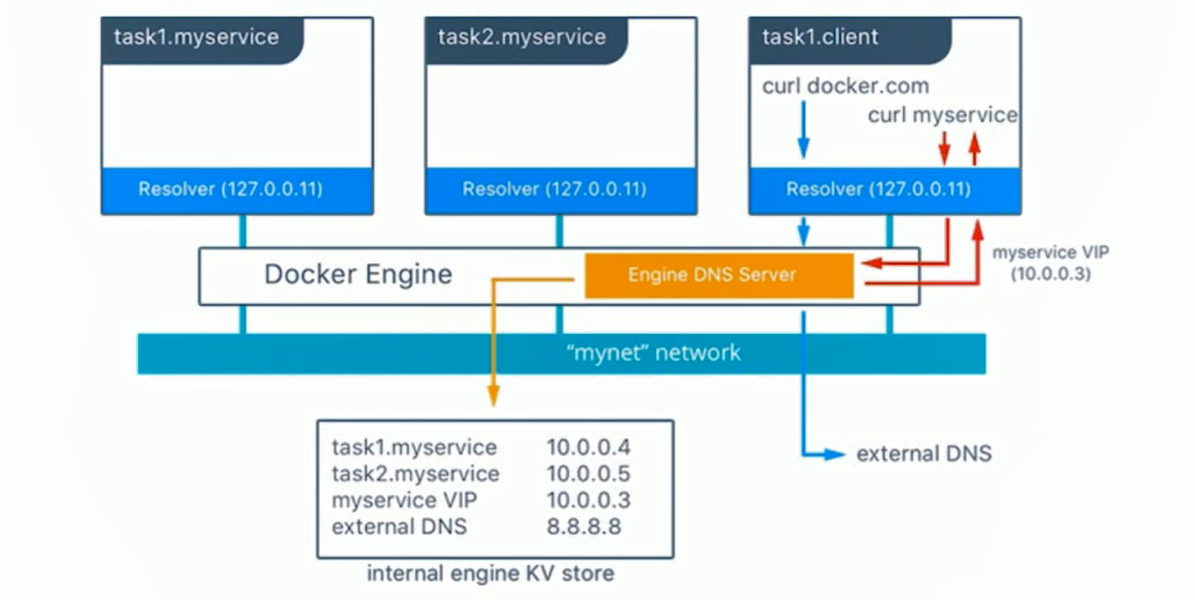 task1.myservice
task2.myservice
task1.client
curl docker.com
curl myservice
Resolver (127.0.0.11)
Resolver (127.0.0.11)
Resolver (127.0.0.11)
Docker Engine
Engine DNS Server
myservice VIP
(10.0.0.3)
“mynet” network
task1.myservice 10.0.0.4
task2.myservice 10.0.0.5
myservice VIP 10.0.0.3
external DNS 8.8.8.8
external DNS
internal engine KV store